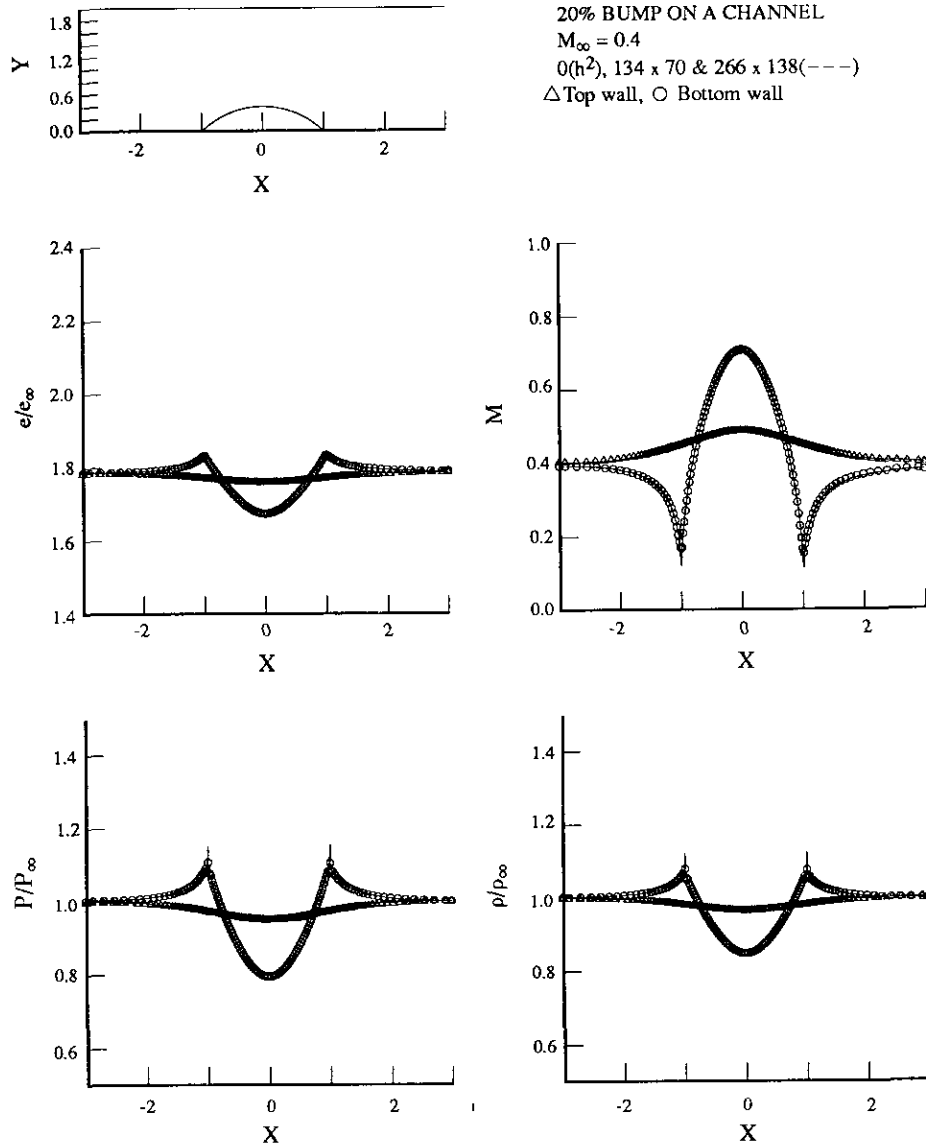 20% BUMP ON A CHANNEL
M∞ = 0.4
0(h²), 134 x 70 & 266 x 138(− − −)
△ Top wall, ○ Bottom wall
Y
1.8
1.2
0.6
0.0
-2 0 2
X
e/e∞
2.4
2.2
2.0
1.8
1.6
1.4
-2 0 2
X
M
1.0
0.8
0.6
0.4
0.2
0.0
-2 0 2
X
P/P∞
1.4
1.2
1.0
0.8
0.6
-2 0 2
X
ρ/ρ∞
1.4
1.2
1.0
0.8
0.6
-2 0 2
X